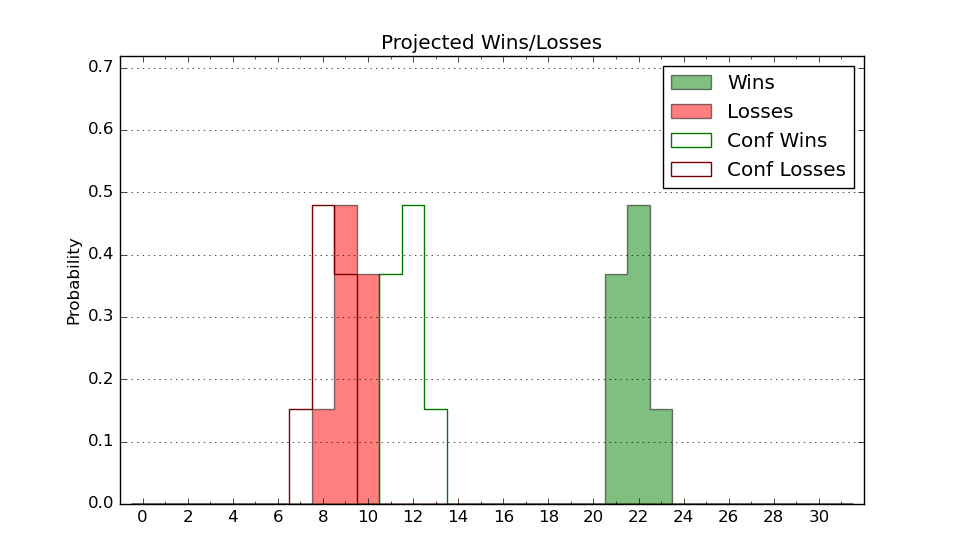 Projected Wins/Losses
0.7
0.6
0.5
0.4
0.3
0.2
0.1
0.0
Probability
Wins
Losses
Conf Wins
Conf Losses
0 2 4 6 8 10 12 14 16 18 20 22 24 26 28 30